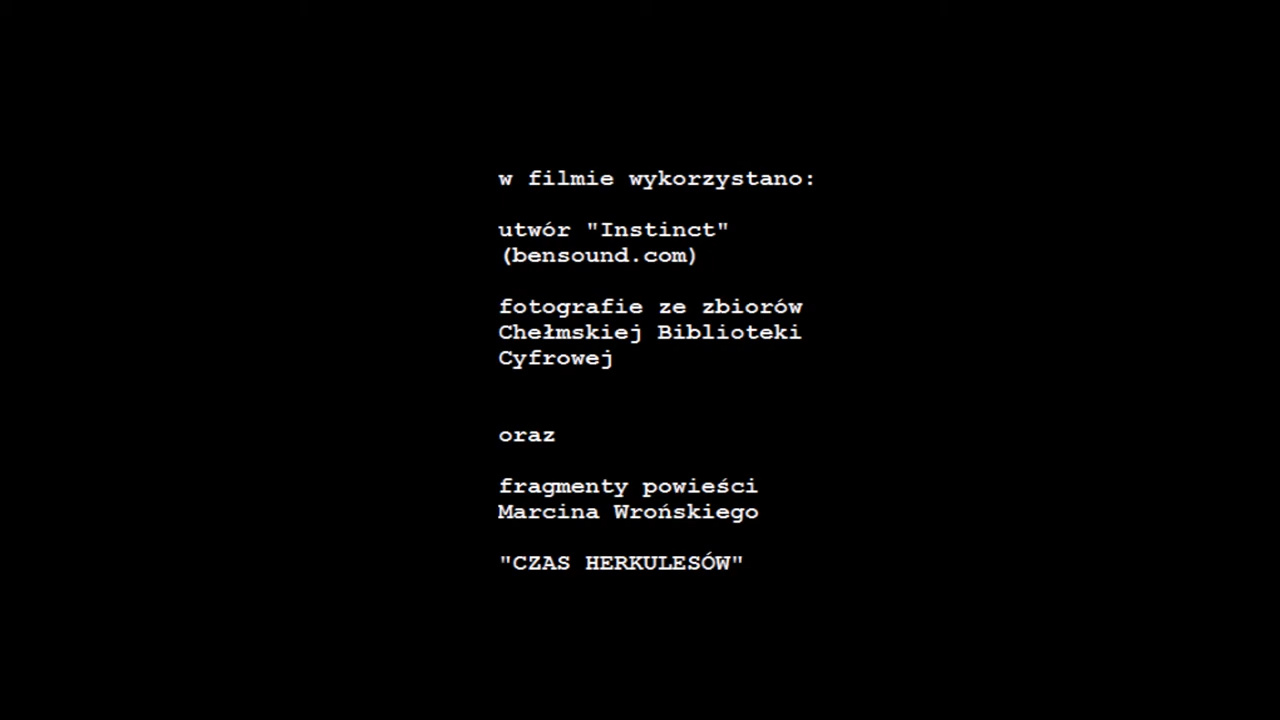 w filmie wykorzystano:
utwór "Instinct"
(bensound.com)
fotografie ze zbiorów
Chełmskiej Biblioteki
Cyfrowej
oraz
fragmenty powieści
Marcina Wrońskiego
"CZAS HERKULESÓW"